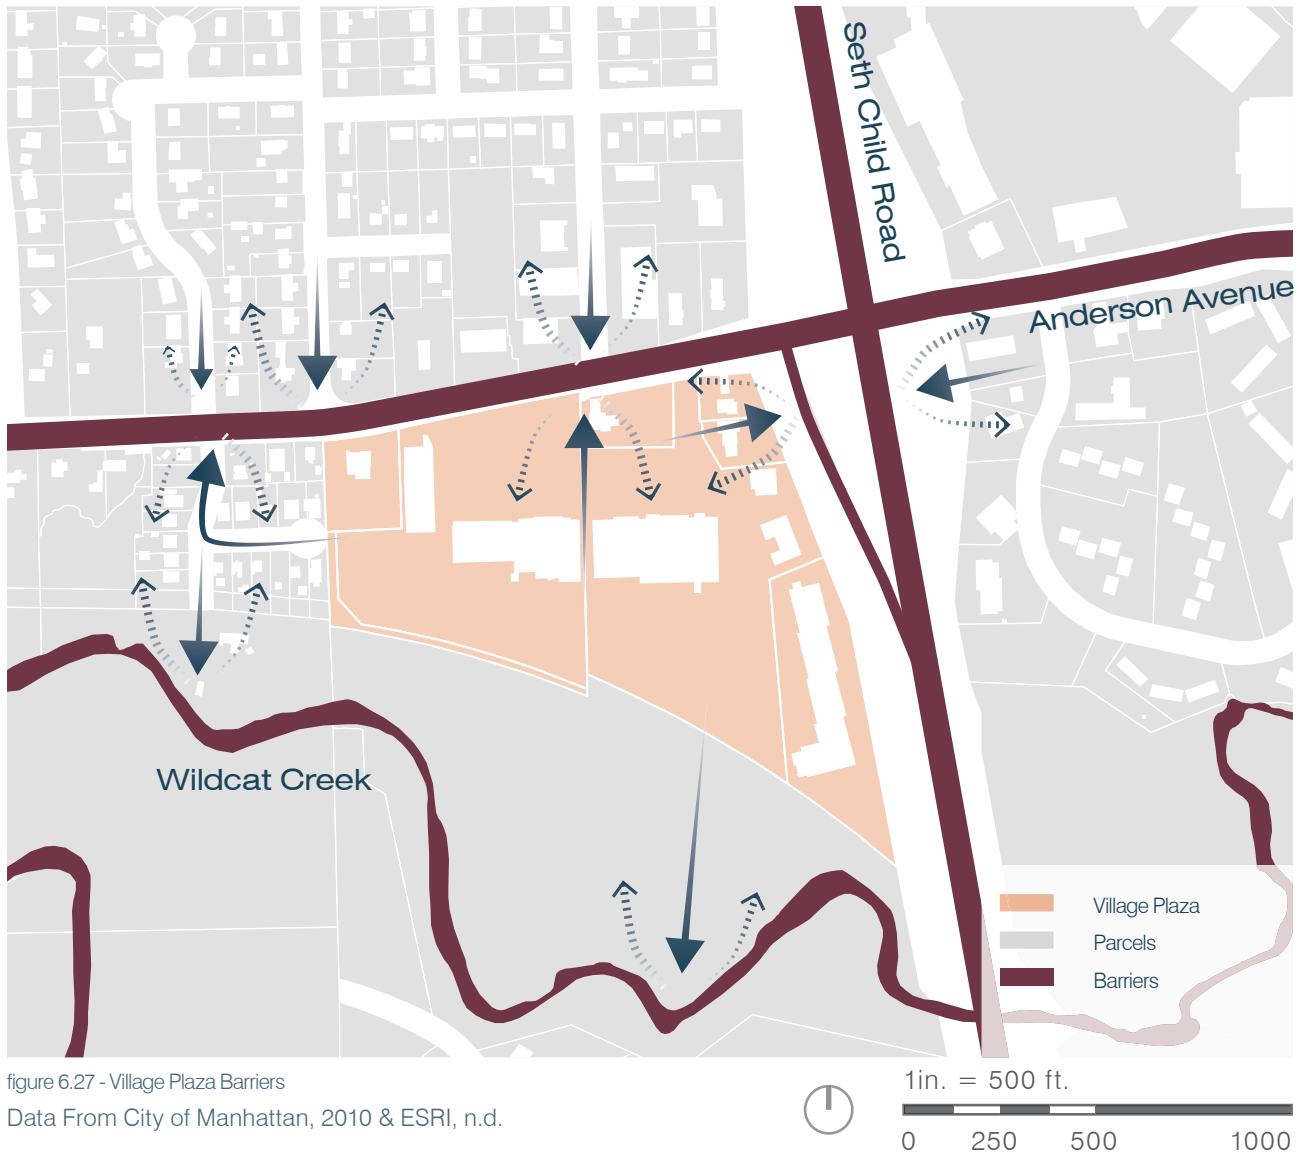 Seth Child Road
Anderson Avenue
Wildcat Creek
Village Plaza
Parcels
Barriers
figure 6.27 - Village Plaza Barriers
Data From City of Manhattan, 2010 & ESRI, n.d.
1in. = 500 ft.
0 250 500 1000